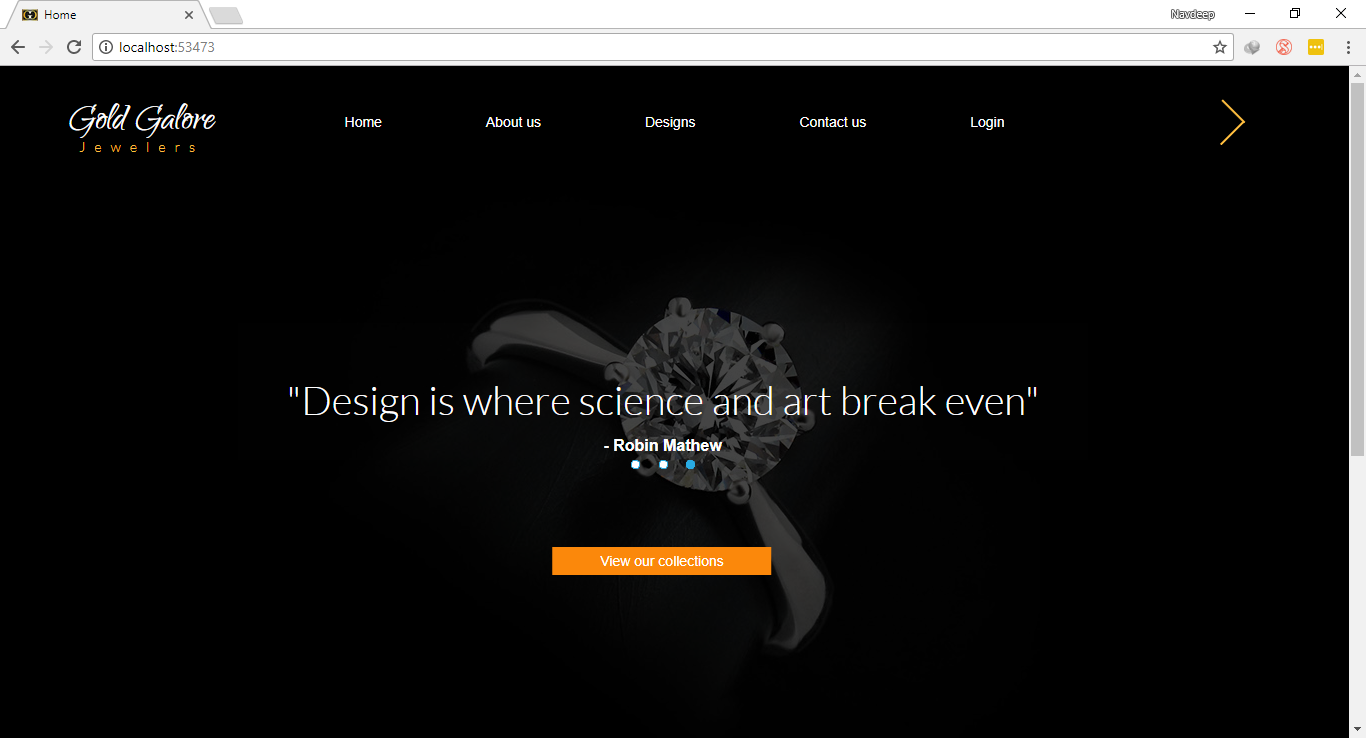 Home
Navdeep
localhost:53473
Gold Galore
Jewelers
Home About us Designs Contact us Login
"Design is where science and art break even"
- Robin Mathew
View our collections